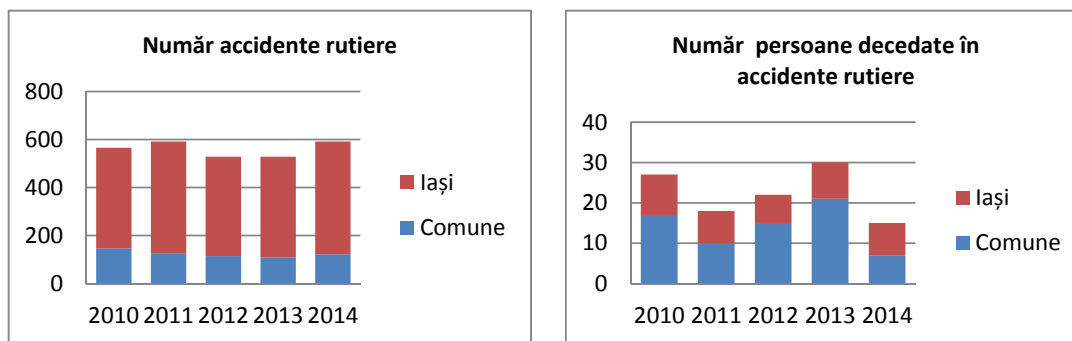 Număr accidente rutiere
800
600
400
200
0
2010 2011 2012 2013 2014
Iași
Comune
Număr persoane decedate în
accidente rutiere
40
30
20
10
0
2010 2011 2012 2013 2014
Iași
Comune